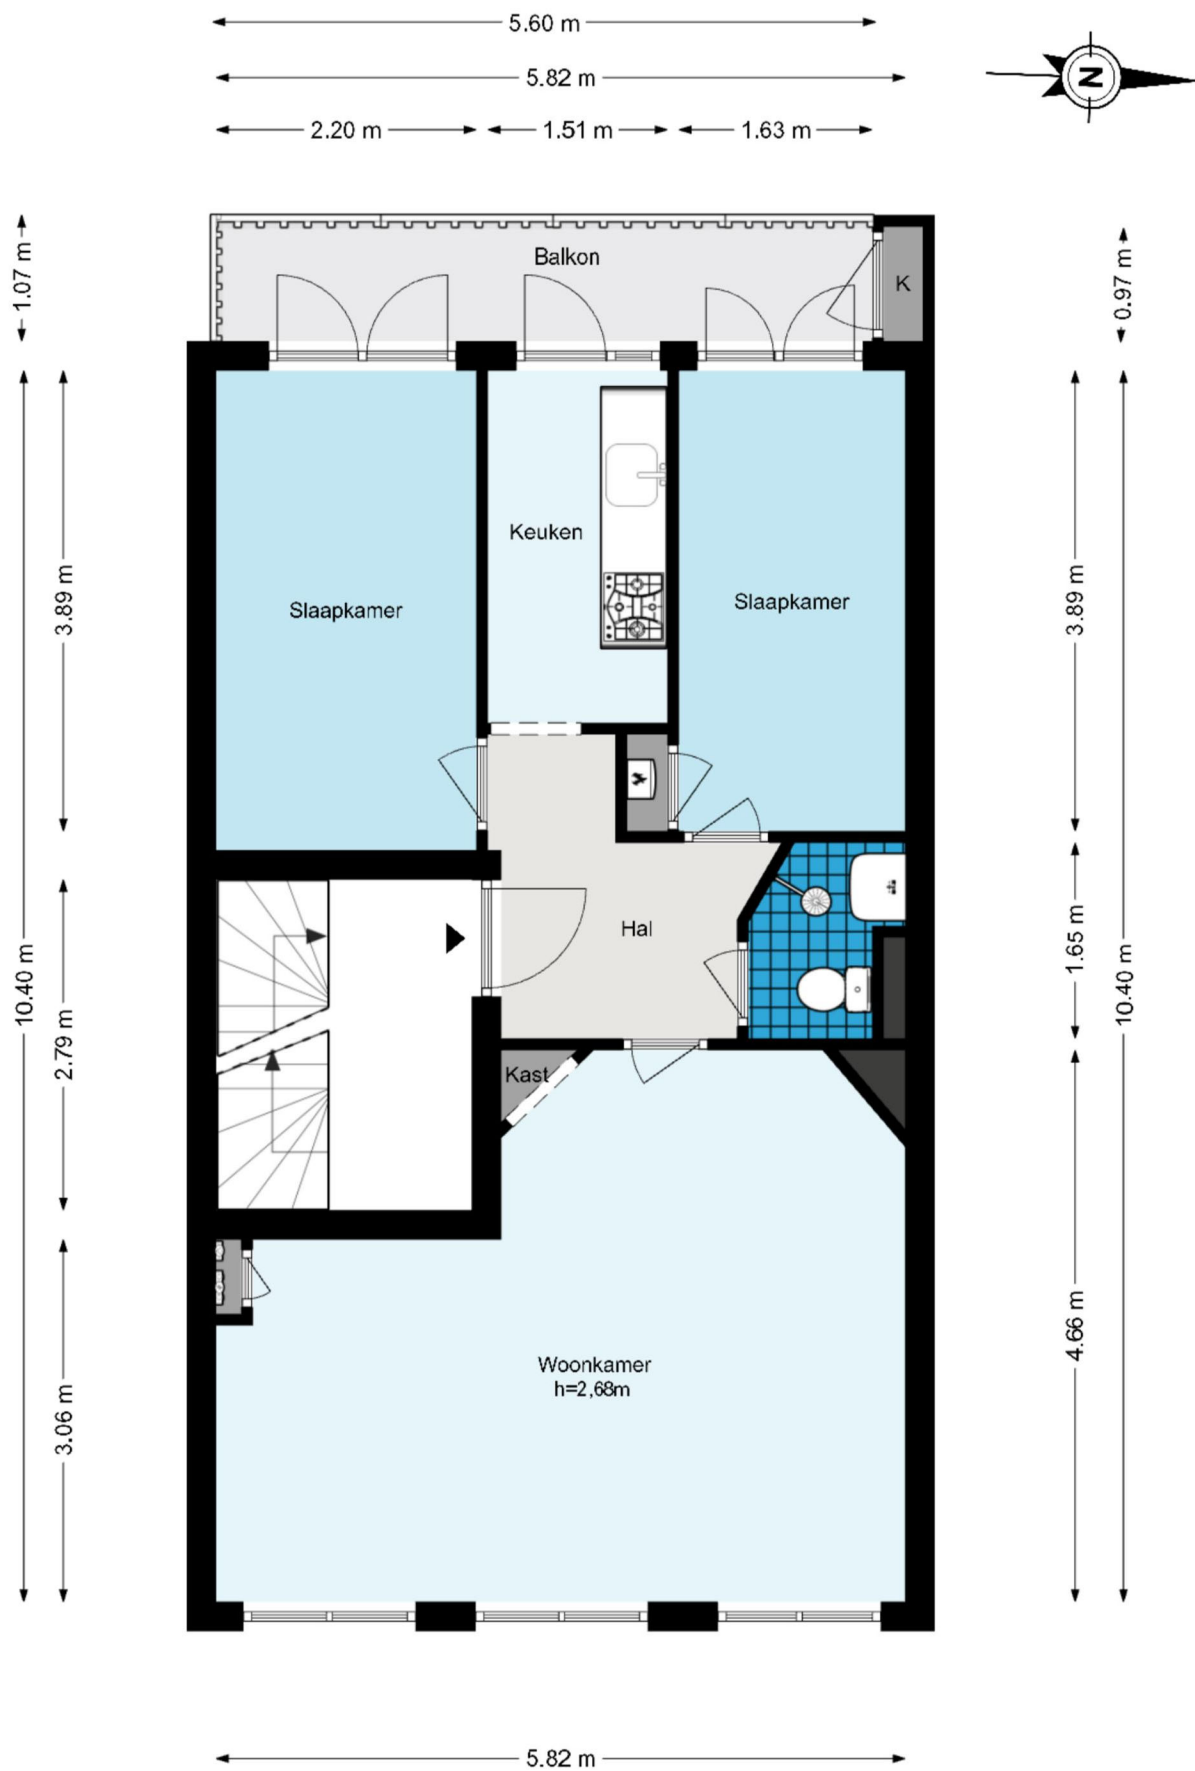 5.60 m
5.82 m
2.20 m
1.51 m
1.63 m
N
1.07 m
0.97 m
Balkon
K
10.40 m
3.89 m
2.79 m
3.06 m
Keuken
Slaapkamer
Slaapkamer
3.89 m
1.65 m
10.40 m
4.66 m
Hal
Kast
Woonkamer
h=2,68m
5.82 m